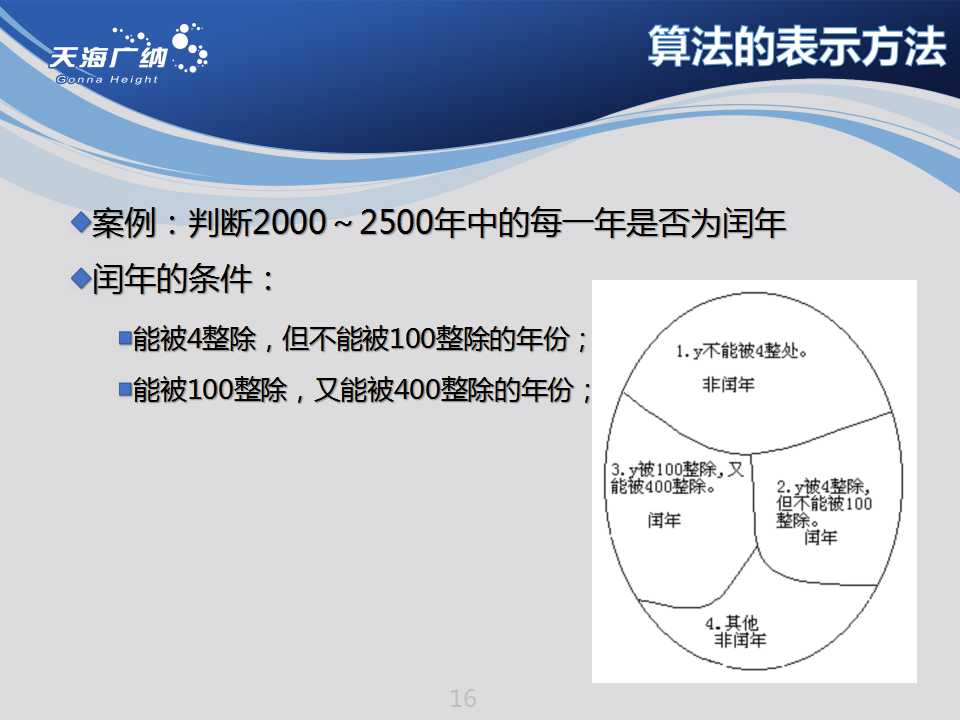 天海广纳
Gonna Height
算法的表示方法
案例：判断2000～2500年中的每一年是否为闰年
闰年的条件：
能被4整除，但不能被100整除的年份；
能被100整除，又能被400整除的年份；
1.y不能被4整处。
非闰年
3.y被100整除,又
能被400整除。
闰年
2.y被4整除,
但不能被100
整除。
闰年
4.其他
非闰年
16